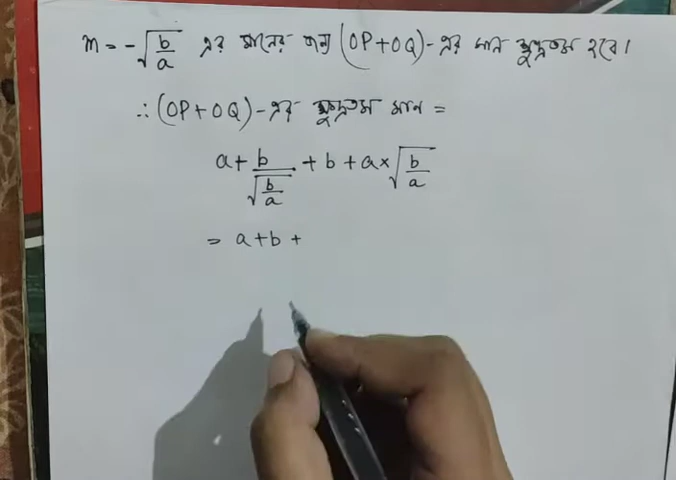 m = -√(b/a) এর মানের জন্য (OP+OQ)-এর মান ক্ষুদ্রতম হবে।
∴ (OP+OQ)-এর ক্ষুদ্রতম মান =
a + b/√(b/a) + b + a×√(b/a)
= a+b+